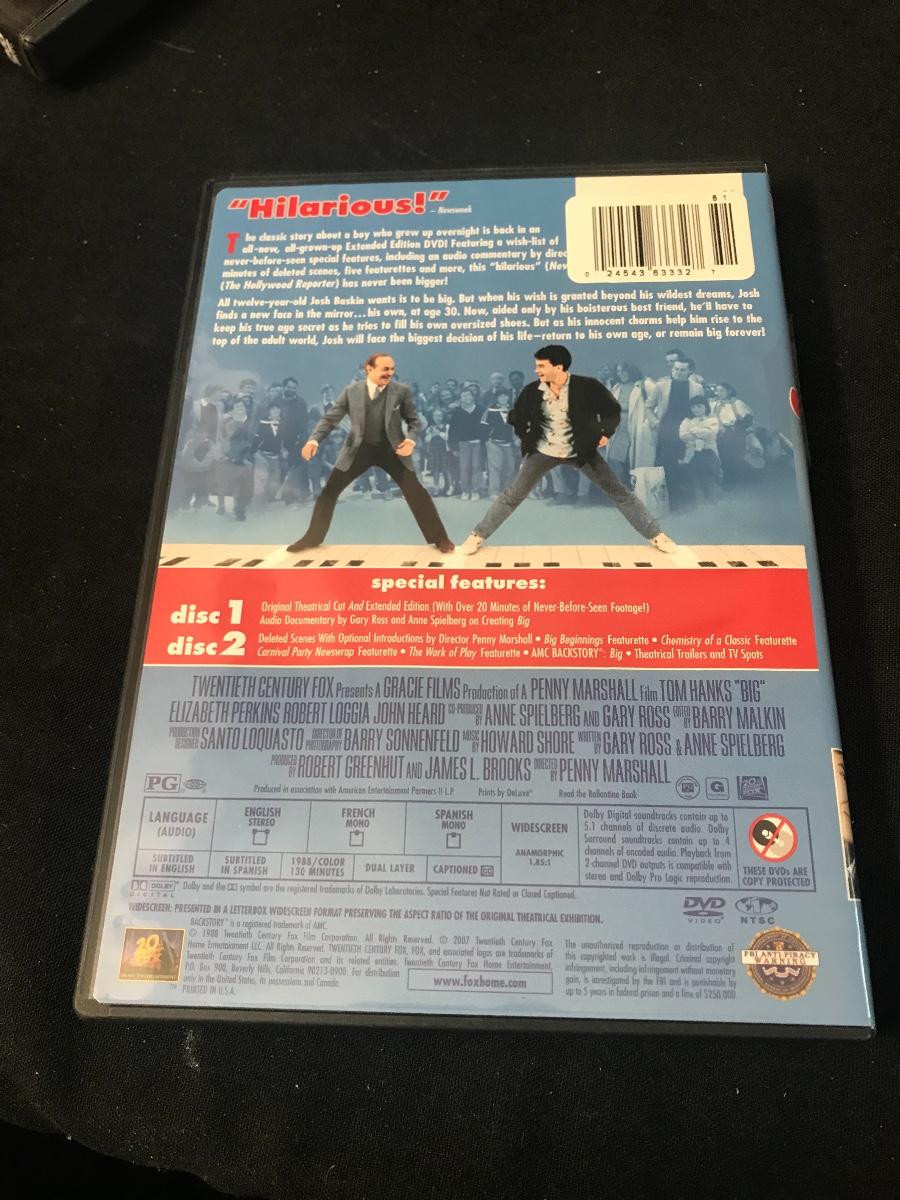 "Hilarious!" – Newsweek
The classic story about a boy who grew up overnight is back in an
all-new, all-grown-up Extended Edition DVD! Featuring a wish-list of
never-before-seen special features, including an audio commentary by direc
minutes of deleted scenes, five featurettes and more, this "hilarious" (New
(The Hollywood Reporter) has never been bigger!
5 1
0 24543 63332 7
All twelve-year-old Josh Baskin wants is to be big. But when his wish is granted beyond his wildest dreams, Josh
finds a new face in the mirror...his own, at age 30. Now, aided only by his boisterous best friend, he'll have to
keep his true age secret as he tries to fill his own oversized shoes. But as his innocent charms help him rise to the
top of the adult world, Josh will face the biggest decision of his life—return to his own age, or remain big forever!
special features:
disc 1 Original Theatrical Cut And Extended Edition (With Over 20 Minutes of Never-Before-Seen Footage!)
Audio Documentary by Gary Ross and Anne Spielberg on Creating Big
disc 2 Deleted Scenes With Optional Introductions by Director Penny Marshall • Big Beginnings Featurette • Chemistry of a Classic Featurette
Carnival Party Newswrap Featurette • The Work of Play Featurette • AMC BACKSTORY®: Big • Theatrical Trailers and TV Spots
TWENTIETH CENTURY FOX Presents A GRACIE FILMS Production of A PENNY MARSHALL Film TOM HANKS "BIG"
ELIZABETH PERKINS ROBERT LOGGIA JOHN HEARD CO-PRODUCED BY ANNE SPIELBERG AND GARY ROSS EDITED BY BARRY MALKIN
PRODUCTION DESIGNER SANTO LOQUASTO DIRECTOR OF PHOTOGRAPHY BARRY SONNENFELD MUSIC BY HOWARD SHORE WRITTEN BY GARY ROSS & ANNE SPIELBERG
PRODUCED BY ROBERT GREENHUT AND JAMES L. BROOKS DIRECTED BY PENNY MARSHALL
PG Produced in association with American Entertainment Partners II L.P. Prints by DeLuxe® Read the Ballantine Book
LANGUAGE (AUDIO)
ENGLISH STEREO
FRENCH MONO
SPANISH MONO
SUBTITLED IN ENGLISH
SUBTITLED IN SPANISH
1988/COLOR 130 MINUTES
DUAL LAYER
CAPTIONED
WIDESCREEN
ANAMORPHIC 1.85:1
Dolby Digital soundtracks contain up to
5.1 channels of discrete audio. Dolby
Surround soundtracks contain up to 4
channels of encoded audio. Playback from
2-channel DVD outputs is compatible with
stereo and Dolby Pro Logic reproduction.
THESE DVDs ARE
COPY PROTECTED
DOLBY DIGITAL
Dolby and the DD symbol are the registered trademarks of Dolby Laboratories. Special Features Not Rated or Closed Captioned.
WIDESCREEN: PRESENTED IN A LETTERBOX WIDESCREEN FORMAT PRESERVING THE ASPECT RATIO OF THE ORIGINAL THEATRICAL EXHIBITION.
DVD VIDEO
NTSC
BACKSTORY™ is a registered trademark of AMC.
© 1988 Twentieth Century Fox Film Corporation. All Rights Reserved. © 2007 Twentieth Century Fox
Home Entertainment LLC. All Rights Reserved. TWENTIETH CENTURY FOX, FOX, and associated logos are trademarks of
Twentieth Century Fox Film Corporation and its related entities. Twentieth Century Fox Home Entertainment,
P.O. Box 900, Beverly Hills, California 90213-0900. For distribution
only in the United States, its possessions and Canada.
PRINTED IN U.S.A.
www.foxhome.com
The unauthorized reproduction or distribution of
this copyrighted work is illegal. Criminal copyright
infringement, including infringement without monetary
gain, is investigated by the FBI and is punishable by
up to 5 years in federal prison and a fine of $250,000.
FBI ANTI-PIRACY
WARNING